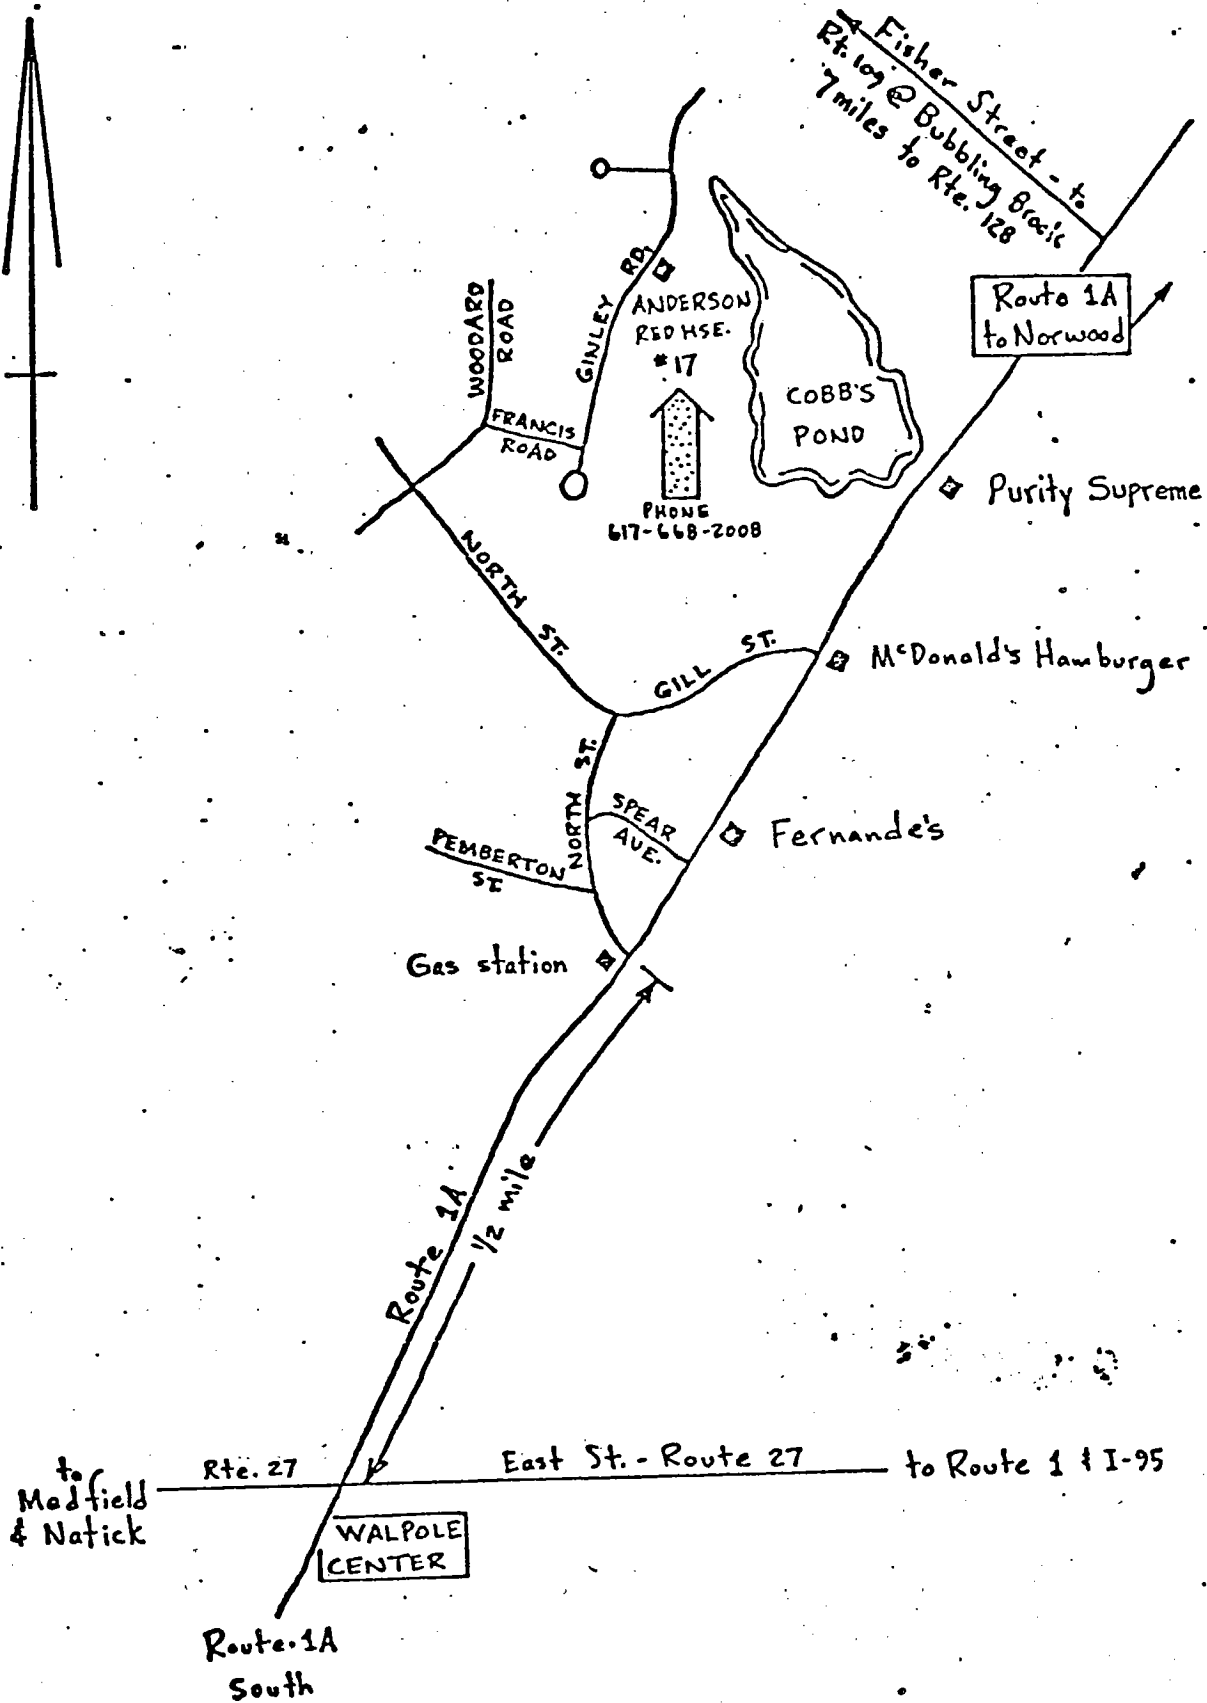 Fisher Street - to
Rt. 109 @ Bubbling Brook
7 miles to Rte. 128
Route 1A
to Norwood
GINLEY RD.
ANDERSON
RED HSE.
#17
WOODARD
ROAD
FRANCIS
ROAD
COBB'S
POND
PHONE
617-668-2008
Purity Supreme
NORTH ST.
GILL ST.
McDonald's Hamburger
NORTH ST.
SPEAR
AVE.
Fernande's
PEMBERTON
ST.
Gas station
Route 1A
1/2 mile
Rte. 27
East St. - Route 27
to Route 1 & I-95
to
Medfield
& Natick
WALPOLE
CENTER
Route 1A
South